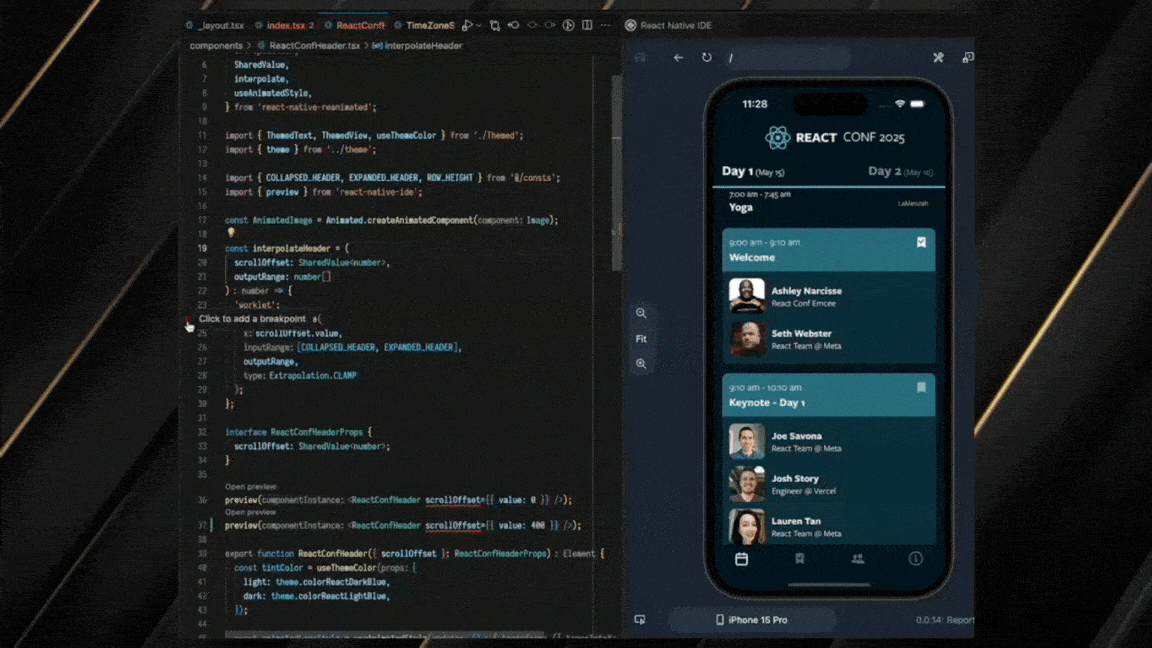 _layout.tsx index.tsx 2 ReactConfH TimeZoneS
components > ReactConfHeader.tsx > interpolateHeader
6 SharedValue,
7 interpolate,
8 useAnimatedStyle,
9 } from 'react-native-reanimated';
10
11 import { ThemedText, ThemedView, useThemeColor } from './Themed';
12 import { theme } from '../theme';
13
14 import { COLLAPSED_HEADER, EXPANDED_HEADER, ROW_HEIGHT } from '@/consts';
15 import { preview } from 'react-native-ide';
16
17 const AnimatedImage = Animated.createAnimatedComponent(component: Image);
18
19 const interpolateHeader = (
20 scrollOffset: SharedValue<number>,
21 outputRange: number[]
22 ): number => {
23 'worklet';
Click to add a breakpoint
25 x: scrollOffset.value,
26 inputRange: [COLLAPSED_HEADER, EXPANDED_HEADER],
27 outputRange,
28 type: Extrapolation.CLAMP
29 );
30 };
31
32 interface ReactConfHeaderProps {
33 scrollOffset: SharedValue<number>;
34 }
35
Open preview
36 preview(componentInstance: <ReactConfHeader scrollOffset={{ value: 0 }} />);
Open preview
37 preview(componentInstance: <ReactConfHeader scrollOffset={{ value: 400 }} />);
38
39 export function ReactConfHeader({ scrollOffset }: ReactConfHeaderProps): Element {
40 const tintColor = useThemeColor(props: {
41 light: theme.colorReactDarkBlue,
42 dark: theme.colorReactLightBlue,
43 });
44
React Native IDE
/
11:28
REACT CONF 2025
Day 1 (May 15) Day 2 (May 16)
7:00 am - 7:45 am
Yoga
9:00 am - 9:10 am
Welcome
Ashley Narcisse
React Conf Emcee
Seth Webster
React Team @ Meta
9:10 am - 10:10 am
Keynote - Day 1
Joe Savona
React Team @ Meta
Josh Story
Engineer @ Vercel
Lauren Tan
React Team @ Meta
Fit
iPhone 15 Pro
0.0.14: Report